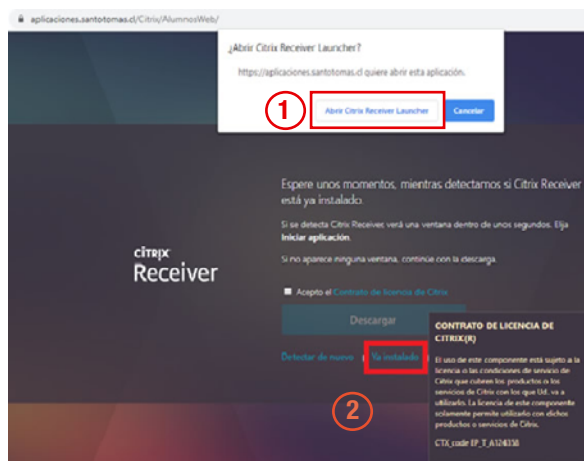 aplicaciones.santotomas.cl/Citrix/AlumnosWeb/
¿Abrir Citrix Receiver Launcher?
https://aplicaciones.santotomas.cl quiere abrir esta aplicación.
1
Abrir Citrix Receiver Launcher
Cancelar
Espere unos momentos, mientras detectamos si Citrix Receiver
está ya instalado.
Si se detecta Citrix Receiver, verá una ventana dentro de unos segundos. Elija
Iniciar aplicación.
Si no aparece ninguna ventana, continúe con la descarga.
CITRIX
Receiver
Acepto el Contrato de licencia de Citrix
Descargar
Detectar de nuevo
Ya instalado
2
CONTRATO DE LICENCIA DE
CITRIX(R)
El uso de este componente está sujeto a la
licencia o las condiciones de servicio de
Citrix que cubren los productos o los
servicios de Citrix con los que Ud. va a
utilizarlo. La licencia de este componente
solamente permite utilizarlo con dichos
productos o servicios de Citrix.
CTX_code EP_T_A124358